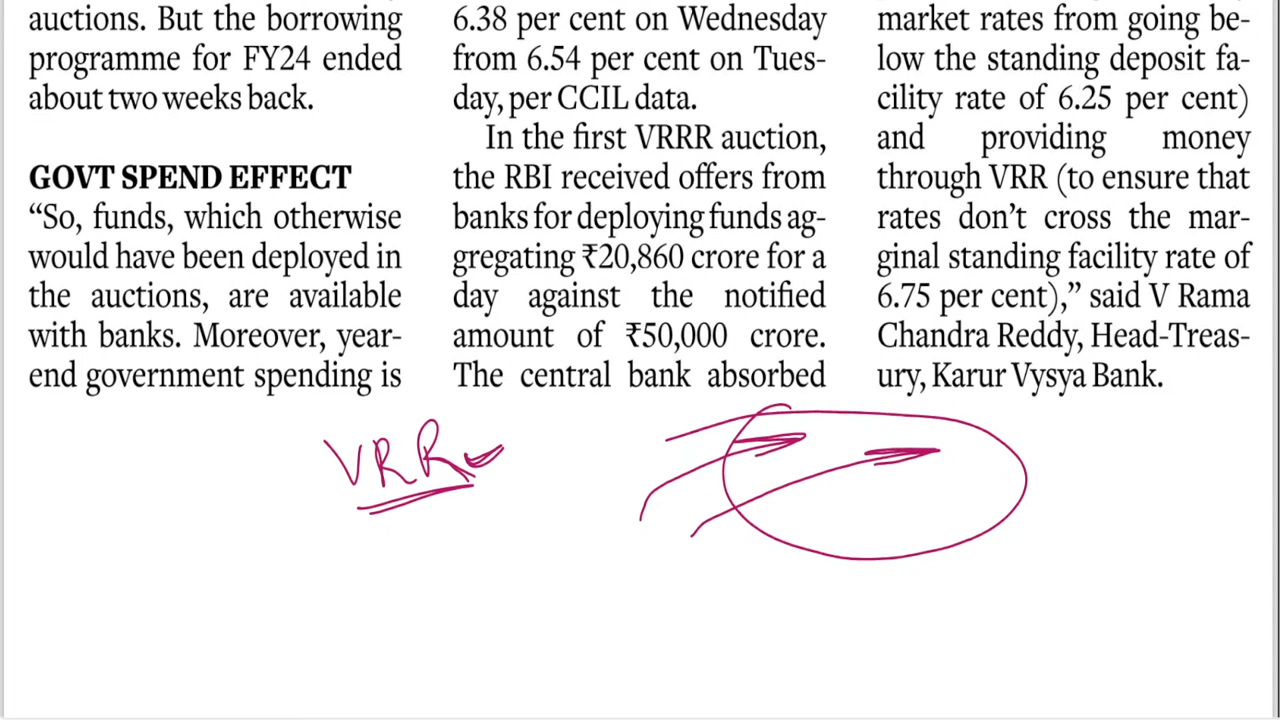 auctions. But the borrowing
programme for FY24 ended
about two weeks back.
GOVT SPEND EFFECT
“So, funds, which otherwise
would have been deployed in
the auctions, are available
with banks. Moreover, year-
end government spending is
6.38 per cent on Wednesday
from 6.54 per cent on Tues-
day, per CCIL data.
In the first VRRR auction,
the RBI received offers from
banks for deploying funds ag-
gregating ₹20,860 crore for a
day against the notified
amount of ₹50,000 crore.
The central bank absorbed
market rates from going be-
low the standing deposit fa-
cility rate of 6.25 per cent)
and providing money
through VRR (to ensure that
rates don’t cross the mar-
ginal standing facility rate of
6.75 per cent),” said V Rama
Chandra Reddy, Head-Treas-
ury, Karur Vysya Bank.
VRR